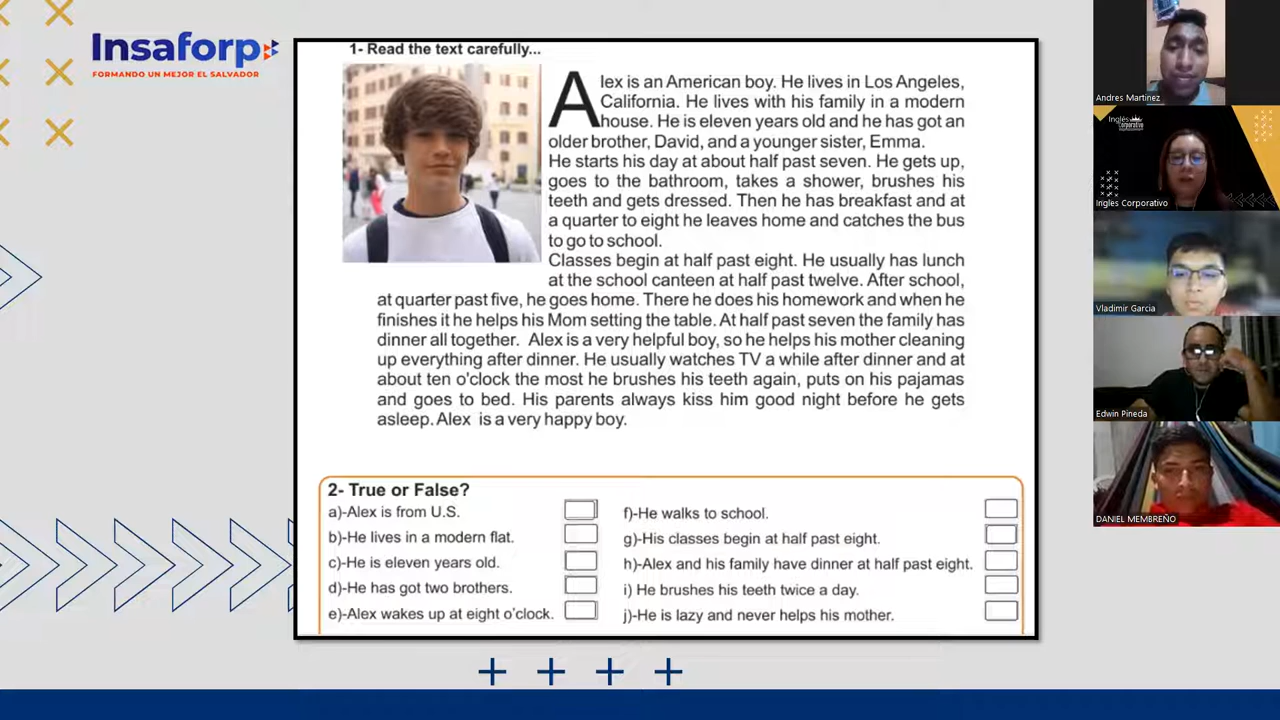 Insaforp
FORMANDO UN MEJOR EL SALVADOR
1- Read the text carefully...
Alex is an American boy. He lives in Los Angeles,
California. He lives with his family in a modern
house. He is eleven years old and he has got an
older brother, David, and a younger sister, Emma.
He starts his day at about half past seven. He gets up,
goes to the bathroom, takes a shower, brushes his
teeth and gets dressed. Then he has breakfast and at
a quarter to eight he leaves home and catches the bus
to go to school.
Classes begin at half past eight. He usually has lunch
at the school canteen at half past twelve. After school,
at quarter past five, he goes home. There he does his homework and when he
finishes it he helps his Mom setting the table. At half past seven the family has
dinner all together. Alex is a very helpful boy, so he helps his mother cleaning
up everything after dinner. He usually watches TV a while after dinner and at
about ten o'clock the most he brushes his teeth again, puts on his pajamas
and goes to bed. His parents always kiss him good night before he gets
asleep. Alex is a very happy boy.
2- True or False?
a)-Alex is from U.S.
b)-He lives in a modern flat.
c)-He is eleven years old.
d)-He has got two brothers.
e)-Alex wakes up at eight o'clock.
f)-He walks to school.
g)-His classes begin at half past eight.
h)-Alex and his family have dinner at half past eight.
i) He brushes his teeth twice a day.
j)-He is lazy and never helps his mother.
Andres Martinez
Inglés
Corporativo
Ingles Corporativo
Vladimir Garcia
Edwin Pineda
DANIEL MEMBREÑO